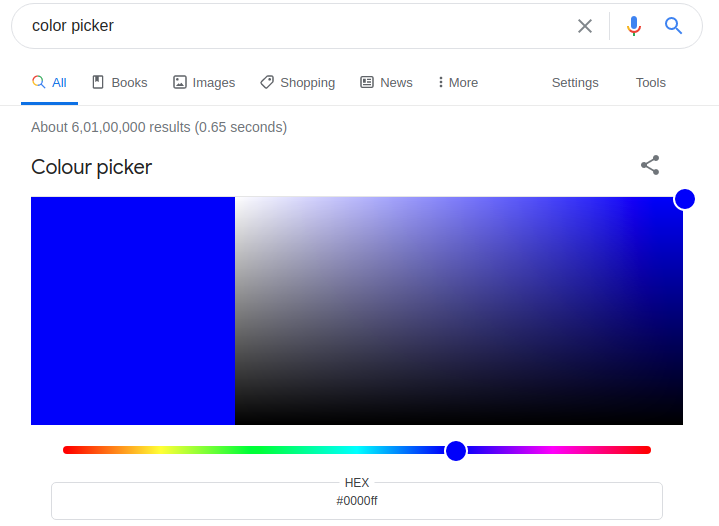 color picker
All Books Images Shopping News More Settings Tools
About 6,01,00,000 results (0.65 seconds)
Colour picker
HEX
#0000ff